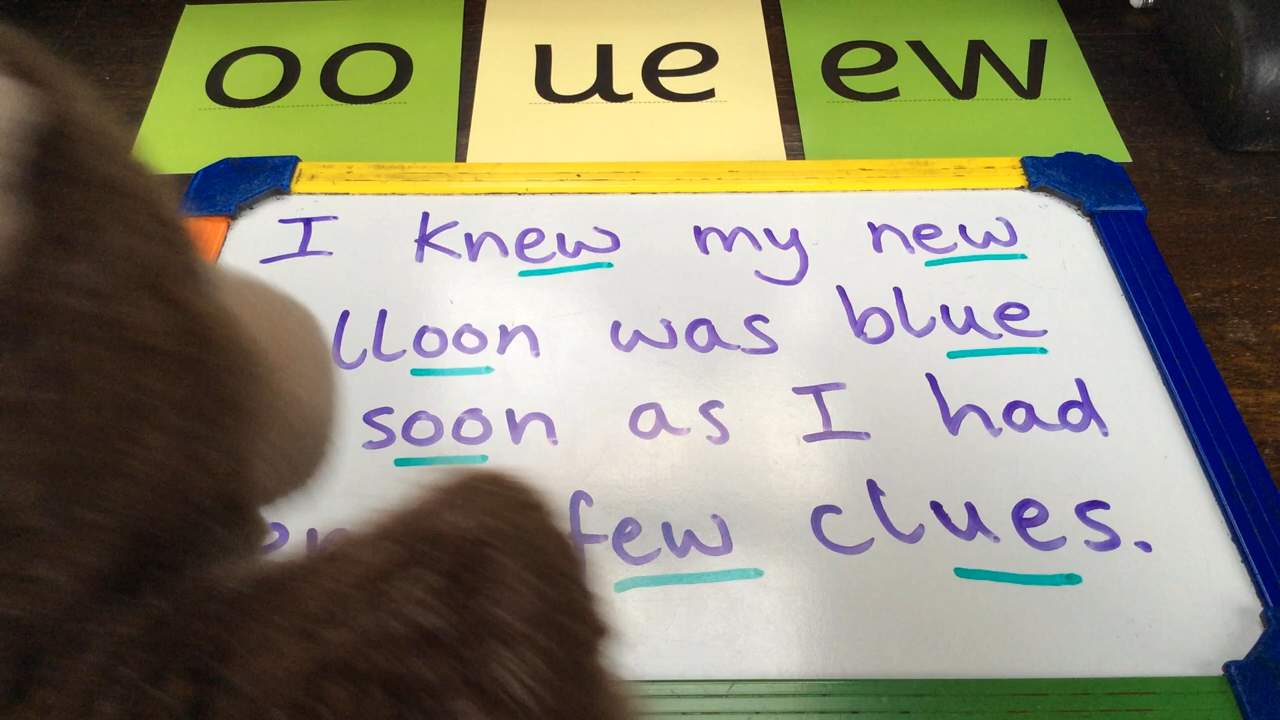 oo ue ew
I knew my new
lloon was blue
soon as I had
few clues.